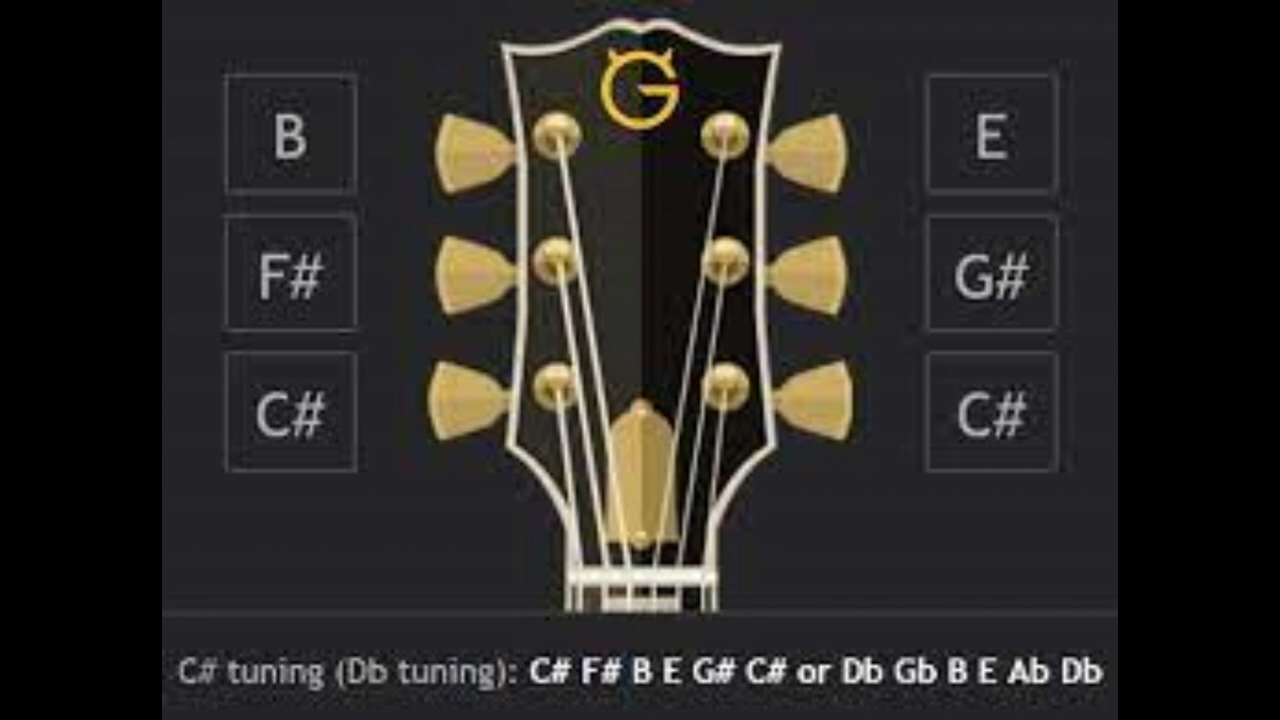 G
B E
F# G#
C# C#
C# tuning (Db tuning): C# F# B E G# C# or Db Gb B E Ab Db